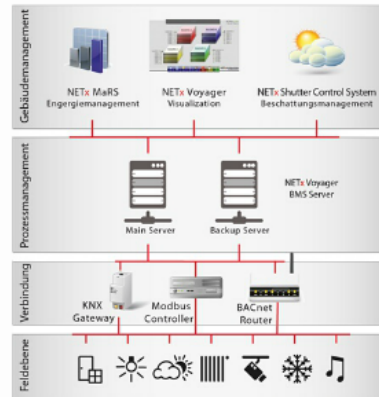 Gebäudemanagement
NETx MaRS
Engergiemanagement
NETx Voyager
Visualization
NETx Shutter Control System
Beschattungsmanagement
Prozessmanagement
Main Server
Backup Server
NETx Voyager
BMS Server
Verbindung
KNX
Gateway
Modbus
Controller
BACnet
Router
Feldebene